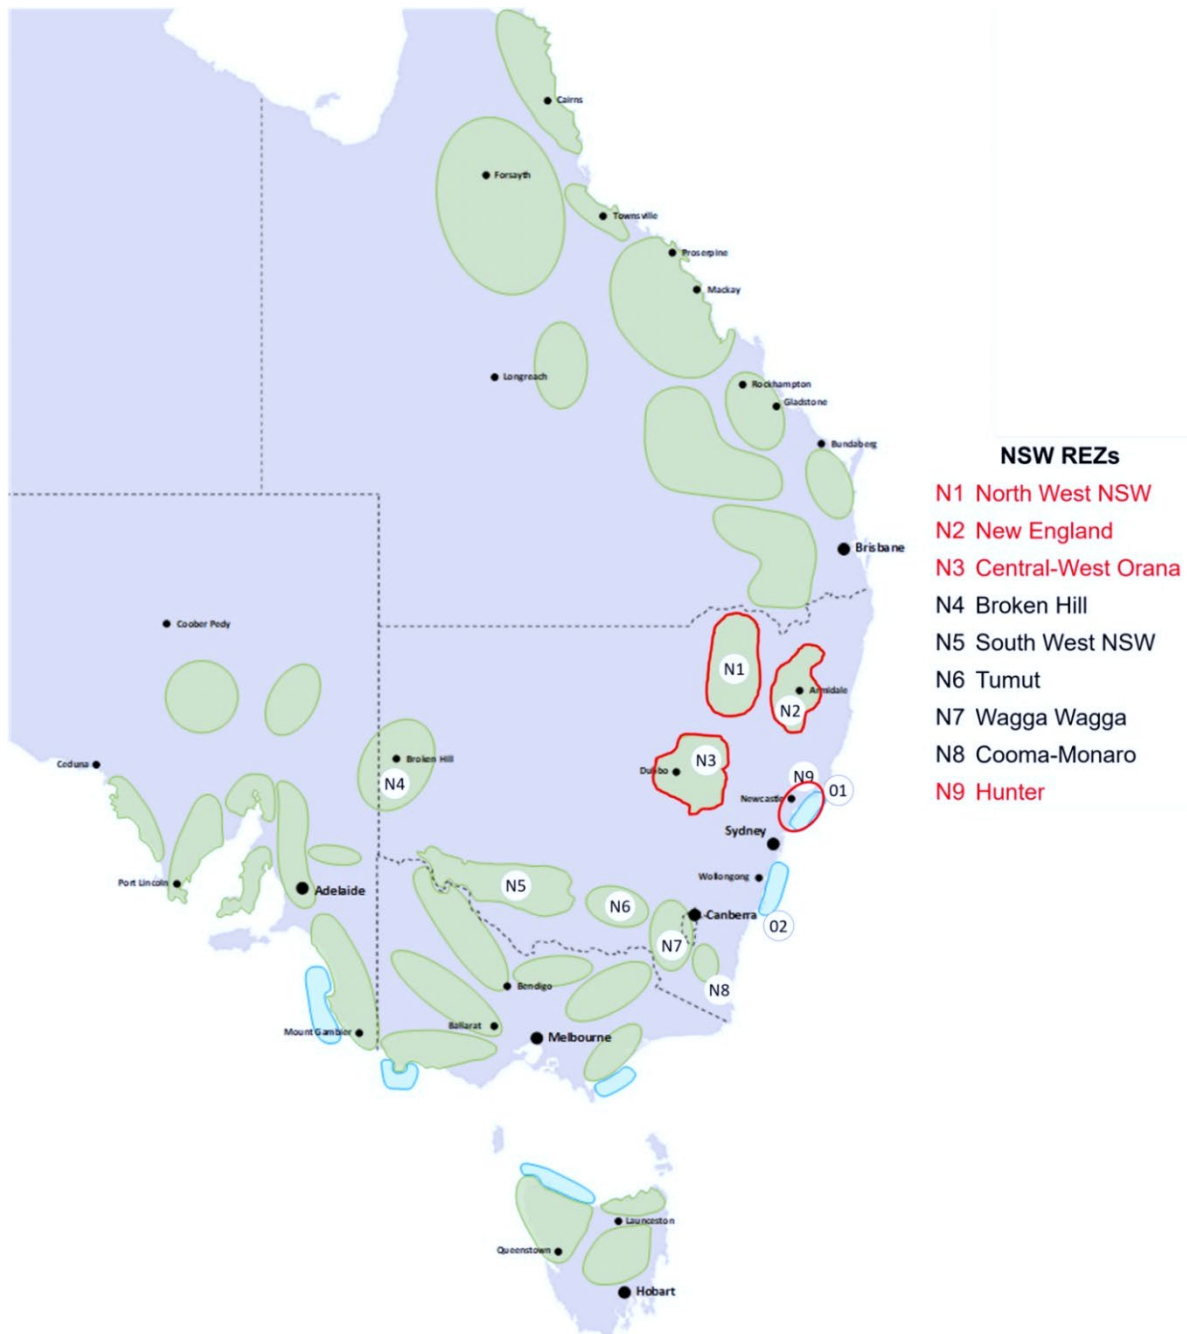 Cairns
Forsayth
Townsville
Proserpine
Mackay
Longreach
Rockhampton
Gladstone
Bundaberg
Brisbane
Coober Pedy
N1
Armidale
N2
Ceduna
Broken Hill
N4
N3
Dubbo
N9
01
Newcastle
Sydney
Port Lincoln
Adelaide
N5
Wollongong
N6
Canberra
02
N7
N8
Bendigo
Mount Gambier
Ballarat
Melbourne
Launceston
Queenstown
Hobart
NSW REZs
N1 North West NSW
N2 New England
N3 Central-West Orana
N4 Broken Hill
N5 South West NSW
N6 Tumut
N7 Wagga Wagga
N8 Cooma-Monaro
N9 Hunter